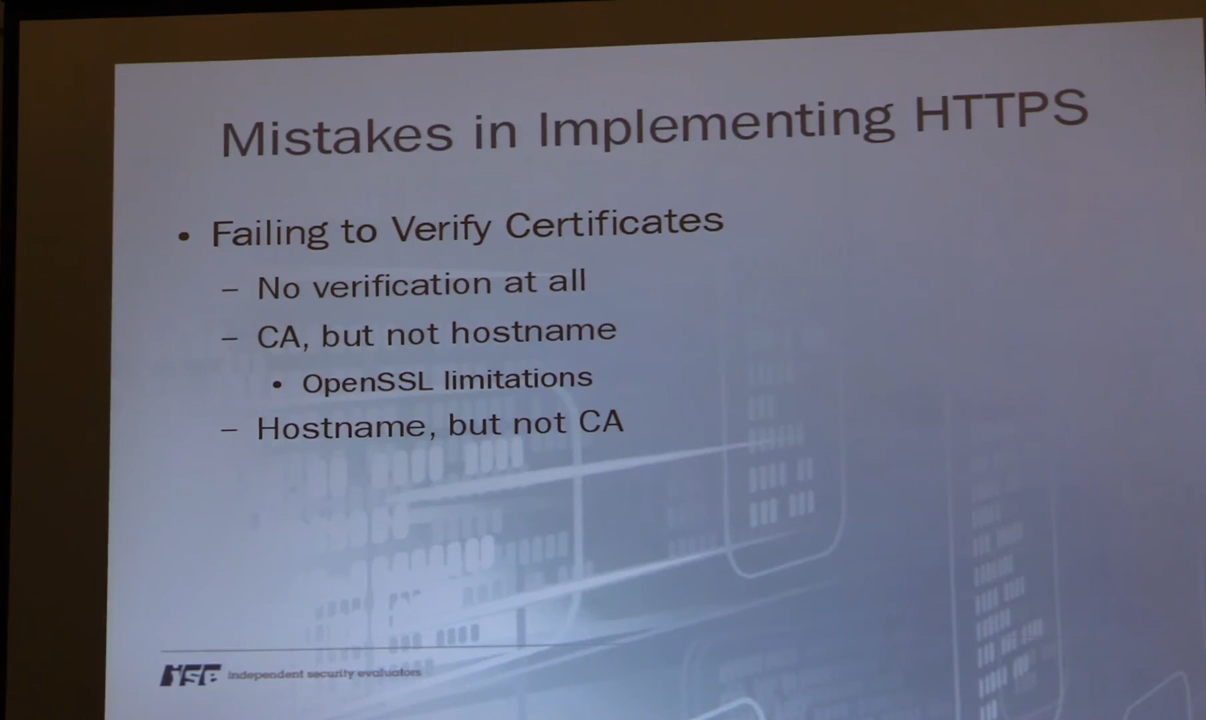 Mistakes in Implementing HTTPS
• Failing to Verify Certificates
– No verification at all
– CA, but not hostname
• OpenSSL limitations
– Hostname, but not CA
ise independent security evaluators